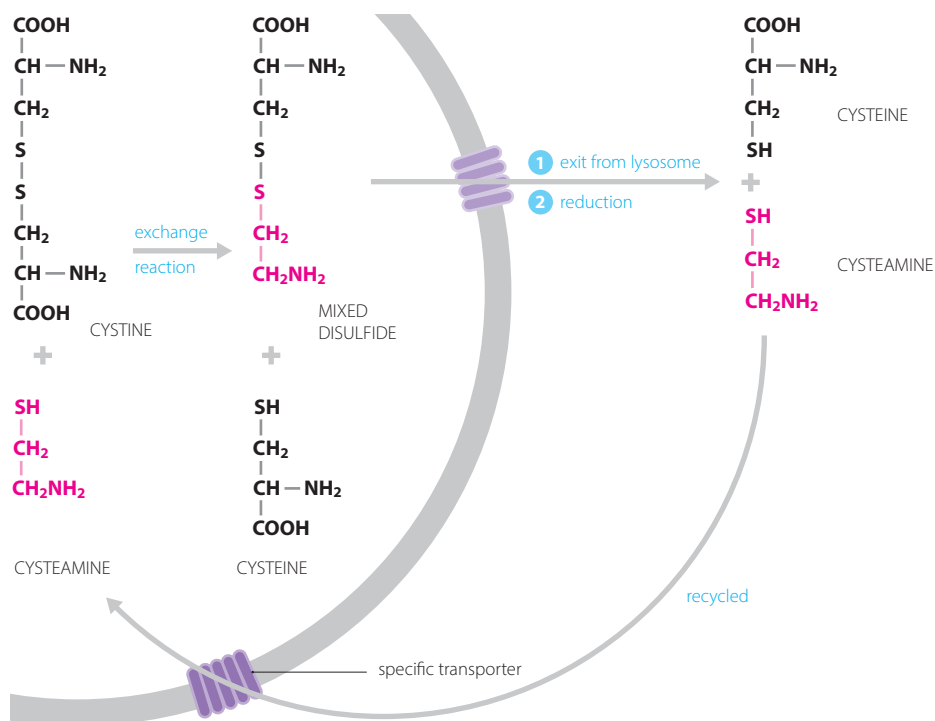 COOH
CH — NH₂
CH₂
S
S
CH₂
CH — NH₂
COOH
CYSTINE
+
SH
CH₂
CH₂NH₂
CYSTEAMINE
exchange
reaction
COOH
CH — NH₂
CH₂
S
S
CH₂
CH₂NH₂
MIXED
DISULFIDE
+
SH
CH₂
CH — NH₂
COOH
CYSTEINE
1 exit from lysosome
2 reduction
COOH
CH — NH₂
CH₂
SH
CYSTEINE
+
SH
CH₂
CH₂NH₂
CYSTEAMINE
recycled
specific transporter